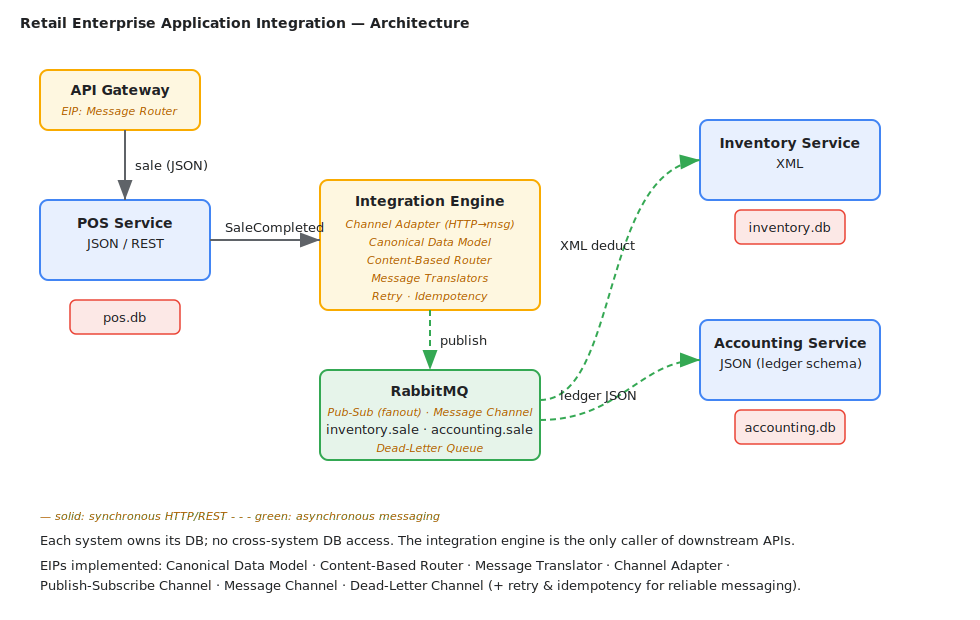 Retail Enterprise Application Integration — Architecture
API Gateway
EIP: Message Router
sale (JSON)
POS Service
JSON / REST
pos.db
SaleCompleted
Integration Engine
Channel Adapter (HTTP→msg)
Canonical Data Model
Content-Based Router
Message Translators
Retry · Idempotency
publish
RabbitMQ
Pub-Sub (fanout) · Message Channel
inventory.sale · accounting.sale
Dead-Letter Queue
XML deduct
ledger JSON
Inventory Service
XML
inventory.db
Accounting Service
JSON (ledger schema)
accounting.db
— solid: synchronous HTTP/REST - - - green: asynchronous messaging
Each system owns its DB; no cross-system DB access. The integration engine is the only caller of downstream APIs.
EIPs implemented: Canonical Data Model · Content-Based Router · Message Translator · Channel Adapter ·
Publish-Subscribe Channel · Message Channel · Dead-Letter Channel (+ retry & idempotency for reliable messaging).